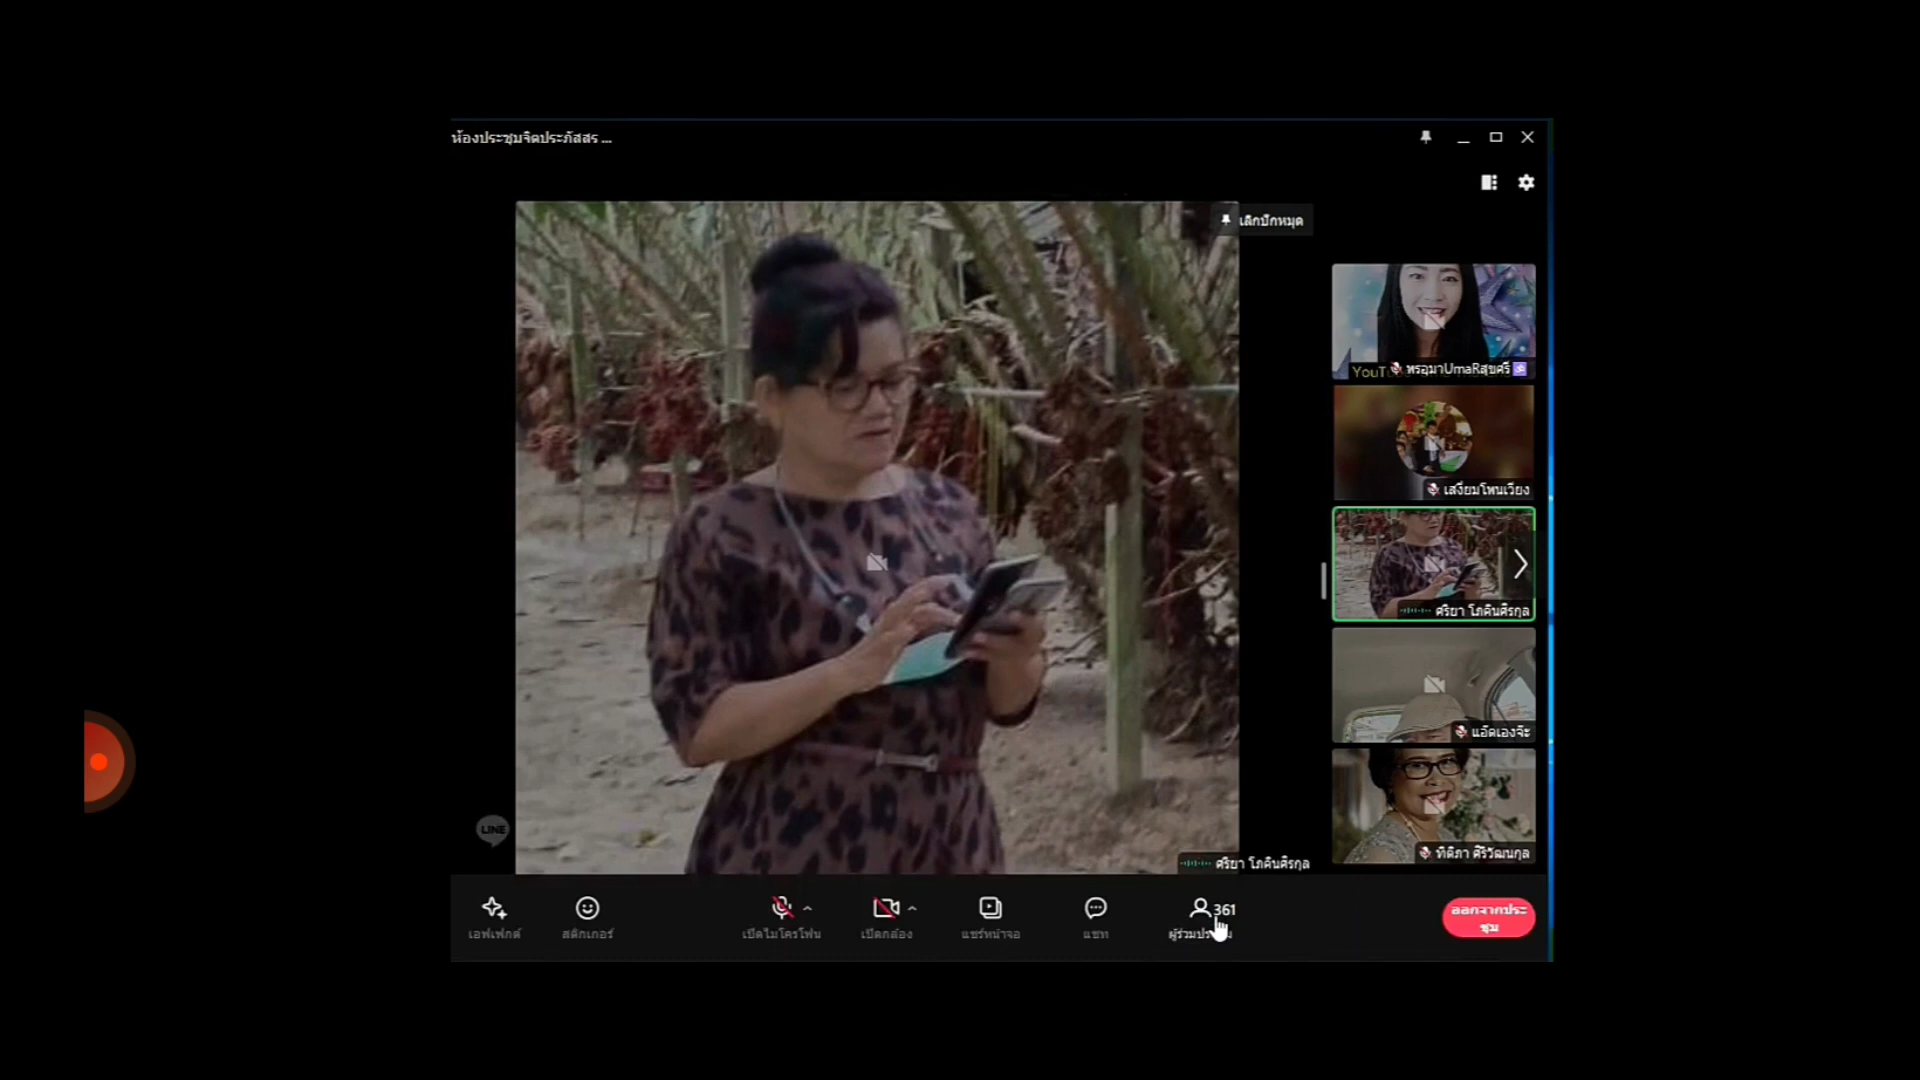 ห้องประชุมจิตประภัสสร ...
เลิกปักหมุด
พรอุมาUmaRสุขศรี
เสงี่ยมโพนเวียง
ศริยา โภคินศิรกุล
แอ๊ดเองจ๊ะ
ทิติภา ศิริวัฒนกุล
LINE
ศริยา โภคินศิรกุล
เอฟเฟกต์
สติกเกอร์
เปิดไมโครโฟน
เปิดกล้อง
แชร์หน้าจอ
แชท
361
ออกจากประ
ชุม